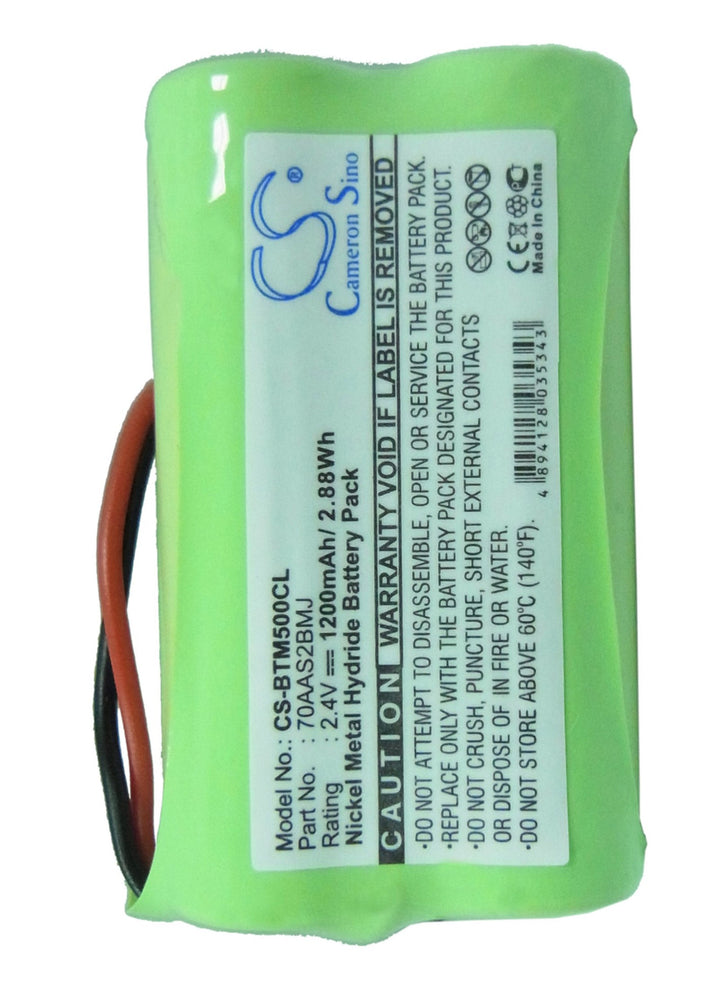 CS®
Cameron Sino
Model No.: CS-BTM500CL
Part No. : 70AAS2BMJ
Rating : 2.4V⎓ 1200mAh/ 2.88Wh
Nickel Metal Hydride Battery Pack
CAUTION WARRANTY VOID IF LABEL IS REMOVED
·DO NOT ATTEMPT TO DISASSEMBLE, OPEN OR SERVICE THE BATTERY PACK.
·REPLACE ONLY WITH THE BATTERY PACK DESIGNATED FOR THIS PRODUCT.
·DO NOT CRUSH, PUNCTURE, SHORT EXTERNAL CONTACTS
OR DISPOSE OF IN FIRE OR WATER.
·DO NOT STORE ABOVE 60ºC (140ºF).
CE
Made In China
4 894128 035343